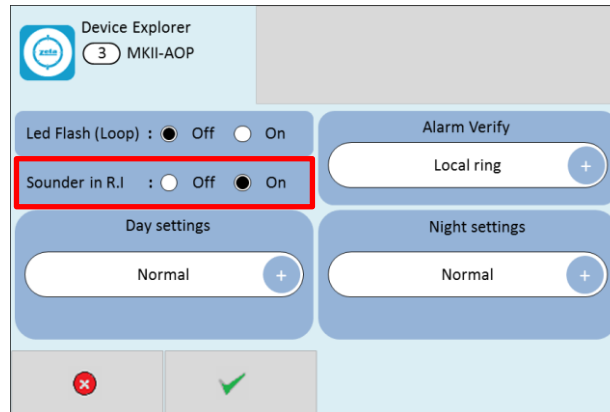 Device Explorer
zeta
3 MKII-AOP
Led Flash (Loop) : Off On
Sounder in R.I : Off On
Alarm Verify
Local ring +
Day settings
Normal +
Night settings
Normal +